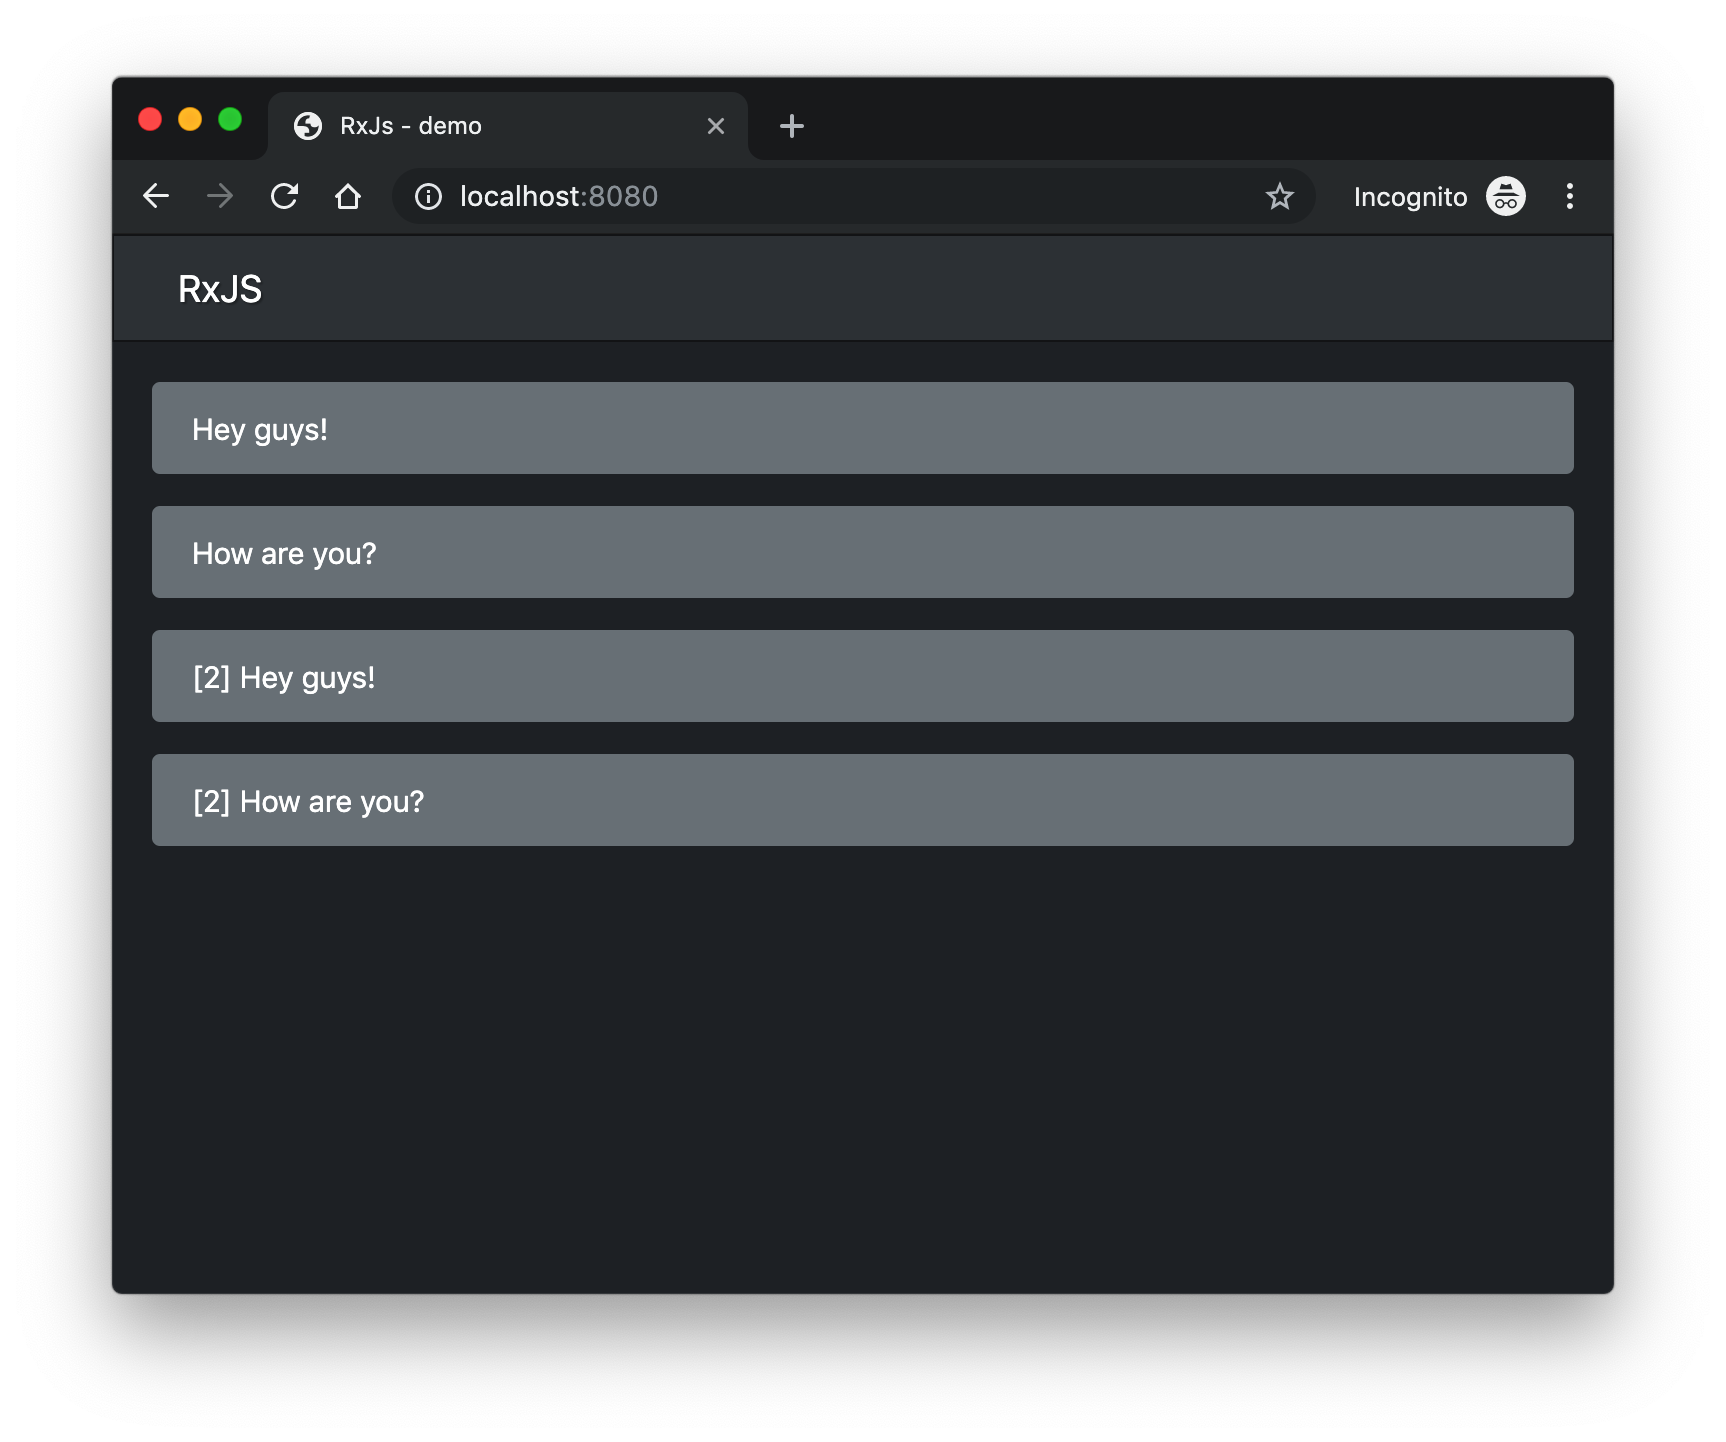 RxJs - demo
localhost:8080
Incognito
RxJS
Hey guys!
How are you?
[2] Hey guys!
[2] How are you?